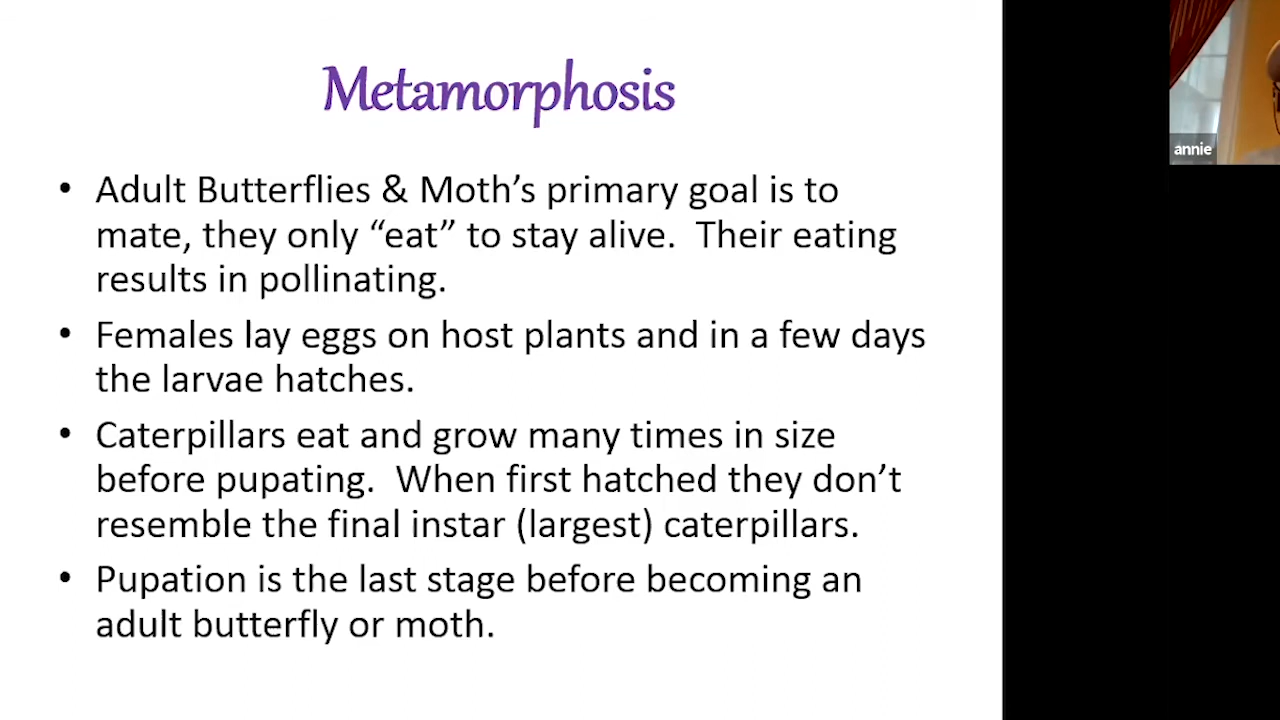 Metamorphosis
• Adult Butterflies & Moth’s primary goal is to
mate, they only “eat” to stay alive.  Their eating
results in pollinating.
• Females lay eggs on host plants and in a few days
the larvae hatches.
• Caterpillars eat and grow many times in size
before pupating.  When first hatched they don’t
resemble the final instar (largest) caterpillars.
• Pupation is the last stage before becoming an
adult butterfly or moth.
annie